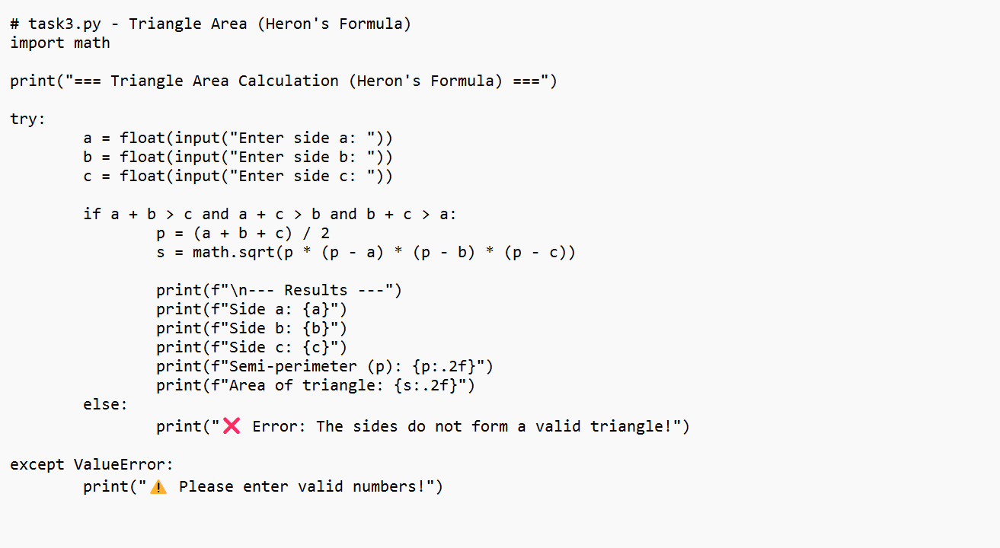 # task3.py - Triangle Area (Heron's Formula)
import math

print("=== Triangle Area Calculation (Heron's Formula) ===")

try:
        a = float(input("Enter side a: "))
        b = float(input("Enter side b: "))
        c = float(input("Enter side c: "))

        if a + b > c and a + c > b and b + c > a:
                p = (a + b + c) / 2
                s = math.sqrt(p * (p - a) * (p - b) * (p - c))

                print(f"\n--- Results ---")
                print(f"Side a: {a}")
                print(f"Side b: {b}")
                print(f"Side c: {c}")
                print(f"Semi-perimeter (p): {p:.2f}")
                print(f"Area of triangle: {s:.2f}")
        else:
                print("❌ Error: The sides do not form a valid triangle!")

except ValueError:
        print("⚠️ Please enter valid numbers!")